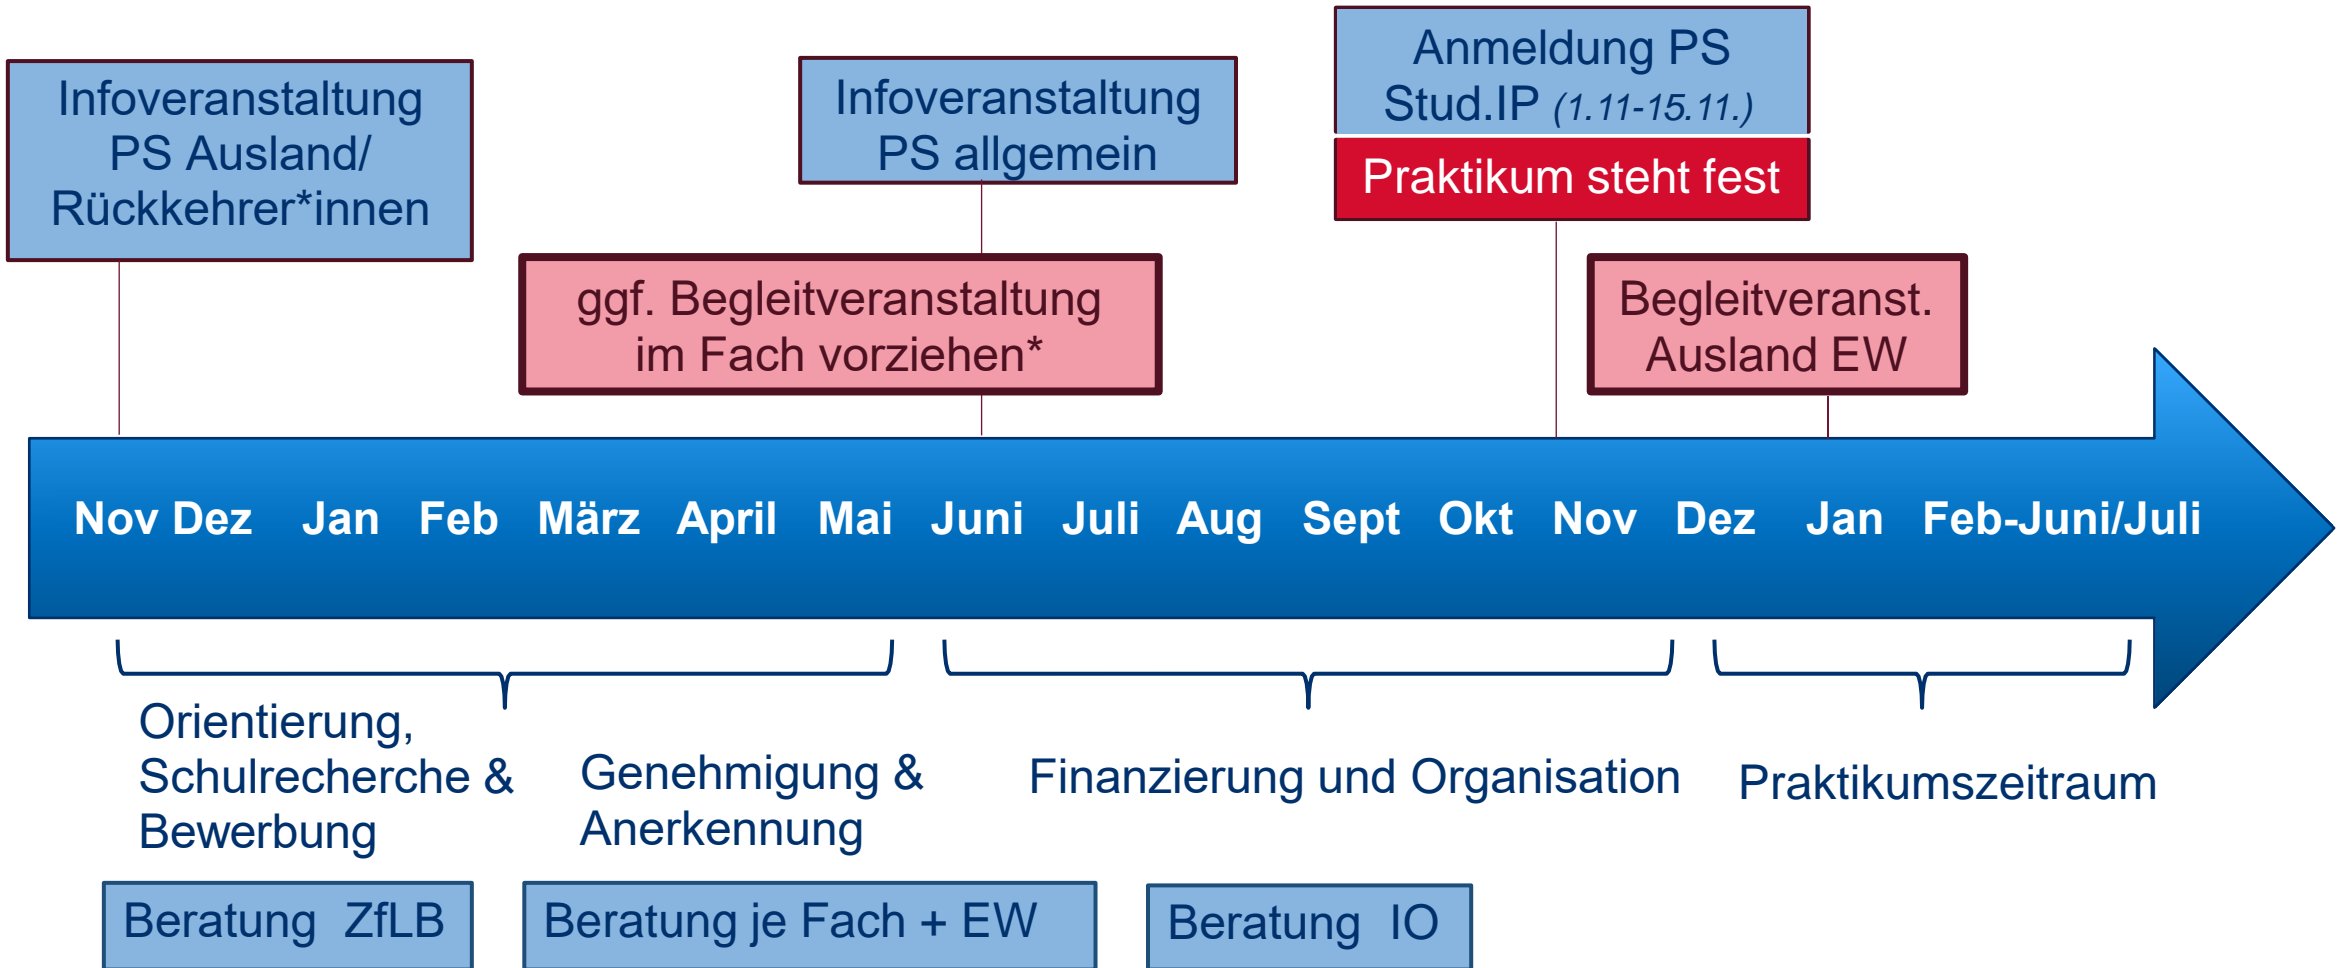 Infoveranstaltung
PS Ausland/
Rückkehrer*innen
Infoveranstaltung
PS allgemein
Anmeldung PS
Stud.IP (1.11-15.11.)
Praktikum steht fest
ggf. Begleitveranstaltung
im Fach vorziehen*
Begleitveranst.
Ausland EW
Nov Dez Jan Feb März April Mai Juni Juli Aug Sept Okt Nov Dez Jan Feb-Juni/Juli
Orientierung,
Schulrecherche &
Bewerbung
Genehmigung &
Anerkennung
Finanzierung und Organisation
Praktikumszeitraum
Beratung ZfLB
Beratung je Fach + EW
Beratung IO